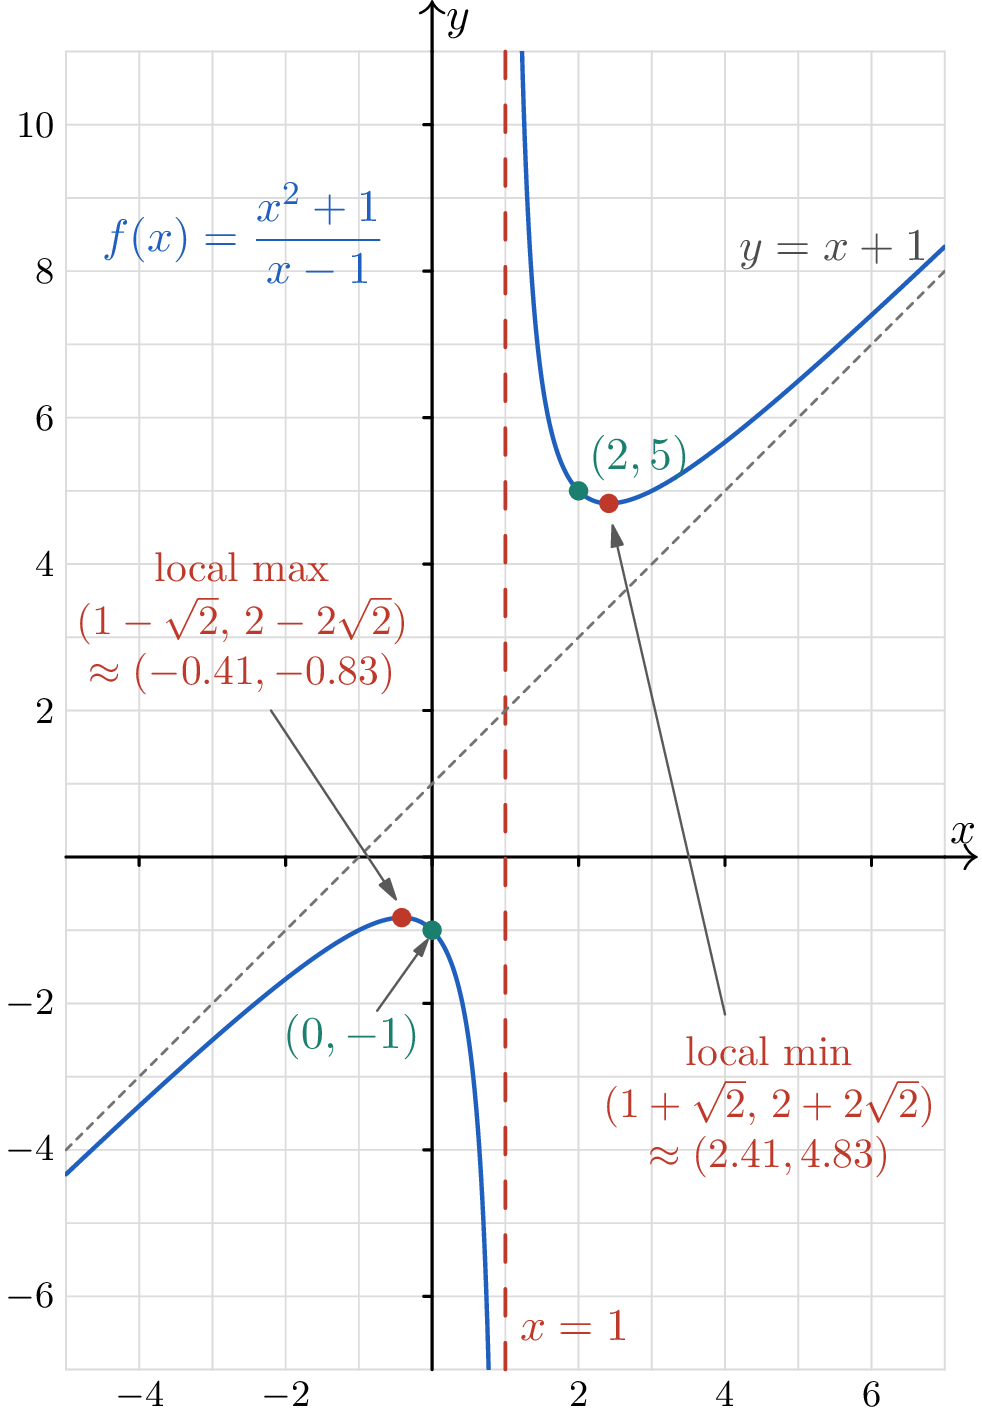 y
10
f(x) = \frac{x^2 + 1}{x − 1}
y = x + 1
8
6
(2, 5)
4
local max
(1 − √2, 2 − 2√2)
≈ (−0.41, −0.83)
2
x
−2
(0, −1)
local min
(1 + √2, 2 + 2√2)
≈ (2.41, 4.83)
−4
−6
x = 1
−4 −2 2 4 6